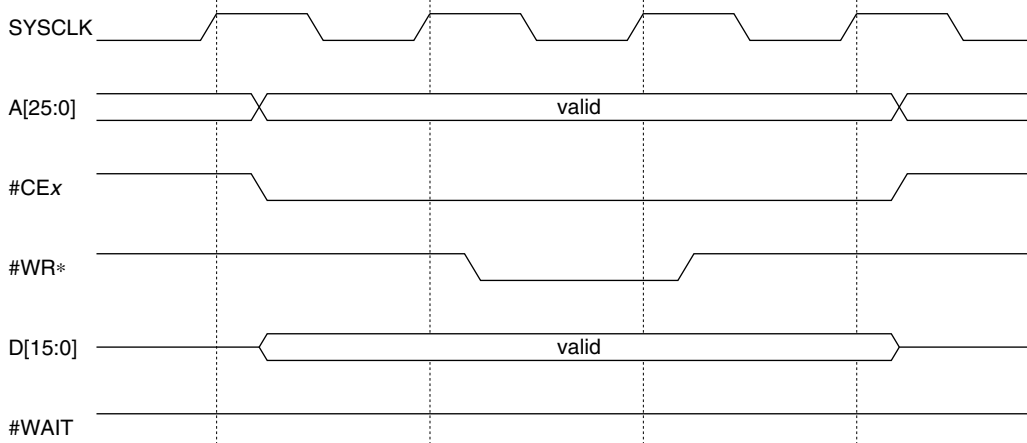 SYSCLK
A[25:0]
valid
#CEx
#WR*
D[15:0]
valid
#WAIT